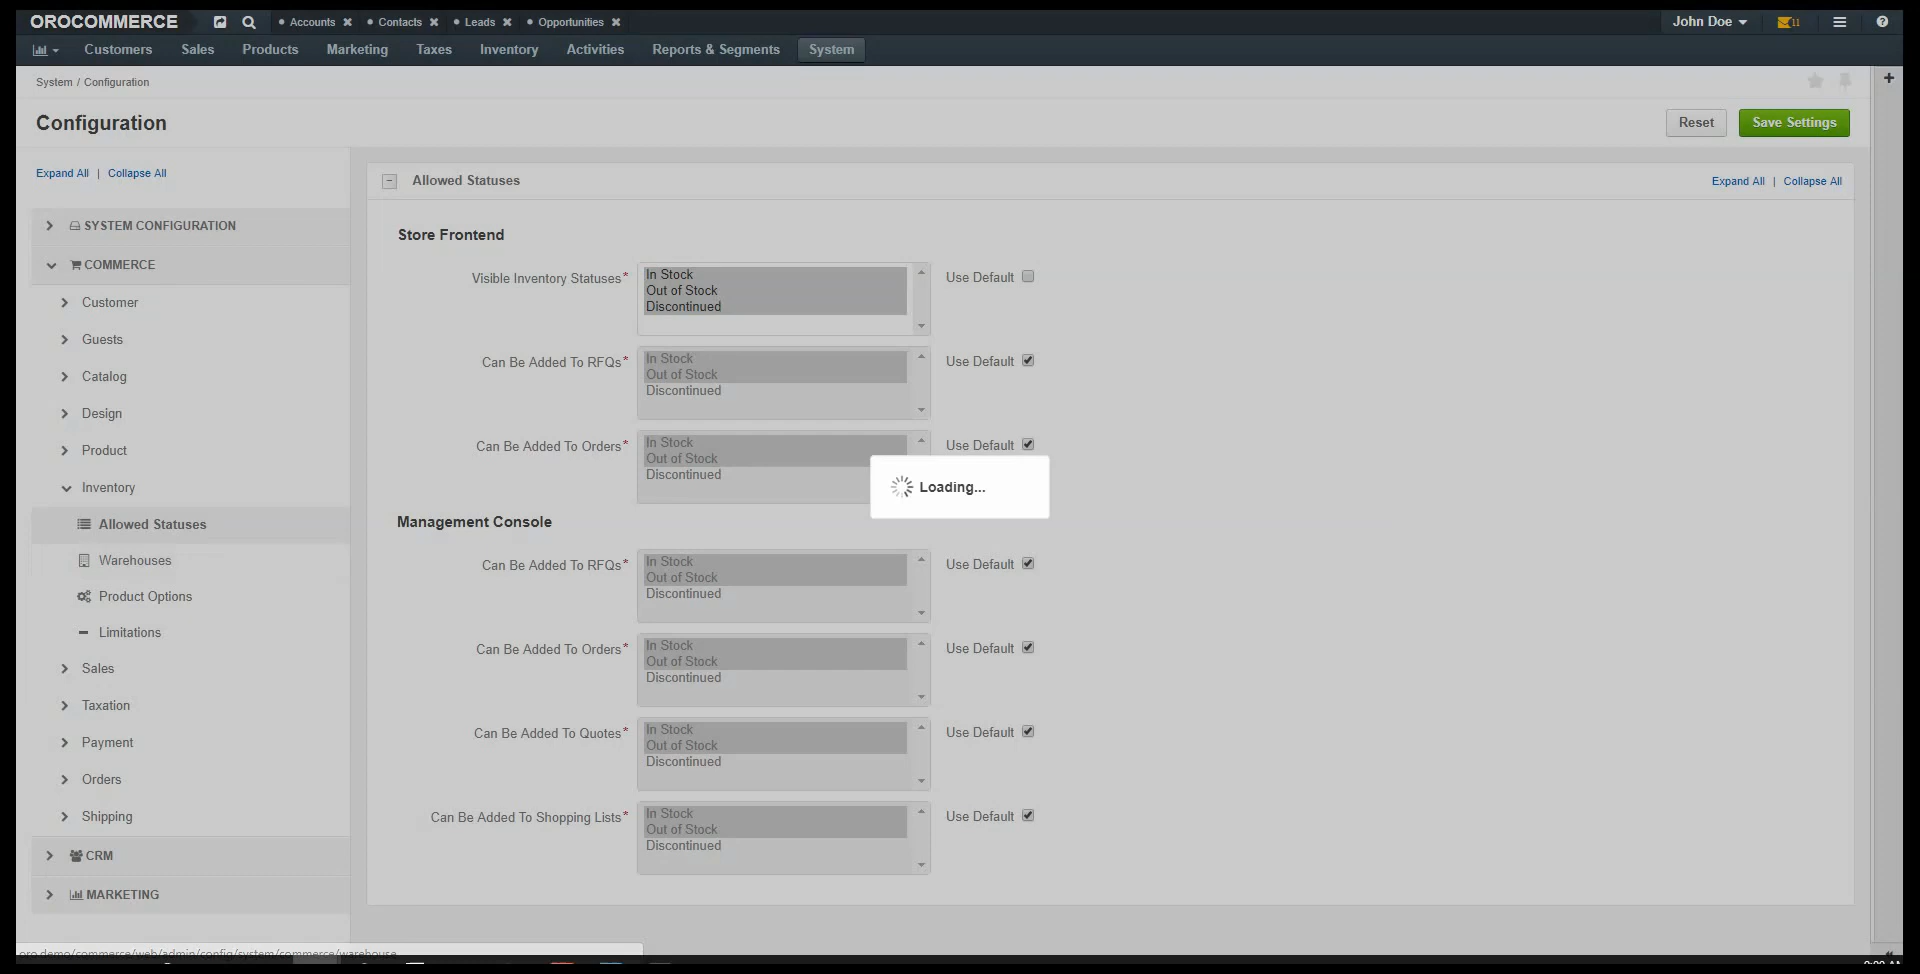 OROCOMMERCE
Accounts Contacts Leads Opportunities
John Doe 11
Customers Sales Products Marketing Taxes Inventory Activities Reports & Segments System
System / Configuration
Configuration
Reset Save Settings
Expand All | Collapse All
Allowed Statuses
Expand All | Collapse All
SYSTEM CONFIGURATION
COMMERCE
Customer
Guests
Catalog
Design
Product
Inventory
Allowed Statuses
Warehouses
Product Options
Limitations
Sales
Taxation
Payment
Orders
Shipping
CRM
MARKETING
Store Frontend
Visible Inventory Statuses*
In Stock
Out of Stock
Discontinued
Use Default
Can Be Added To RFQs*
In Stock
Out of Stock
Discontinued
Use Default
Can Be Added To Orders*
In Stock
Out of Stock
Discontinued
Use Default
Loading...
Management Console
Can Be Added To RFQs*
In Stock
Out of Stock
Discontinued
Use Default
Can Be Added To Orders*
In Stock
Out of Stock
Discontinued
Use Default
Can Be Added To Quotes*
In Stock
Out of Stock
Discontinued
Use Default
Can Be Added To Shopping Lists*
In Stock
Out of Stock
Discontinued
Use Default
oro.demo/commerce/web/admin/config/system/commerce/warehouse